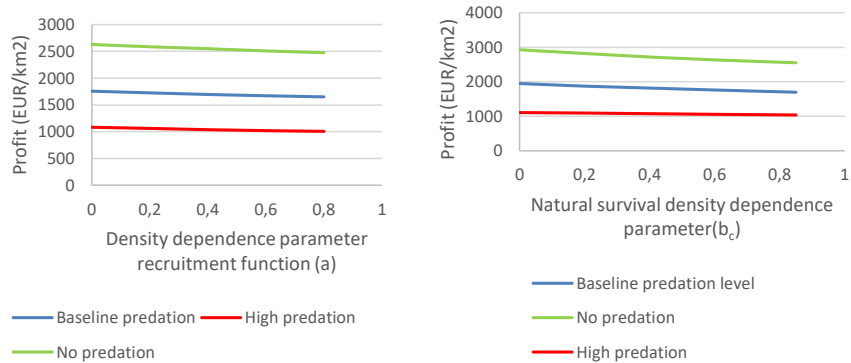 Profit (EUR/km2)
3000
2500
2000
1500
1000
500
0
0 0,2 0,4 0,6 0,8 1
Density dependence parameter
recruitment function (a)
Baseline predation High predation
No predation
Profit (EUR/km2)
4000
3000
2000
1000
0
0 0,2 0,4 0,6 0,8 1
Natural survival density dependence
parameter(bc)
Baseline predation level
No predation
High predation